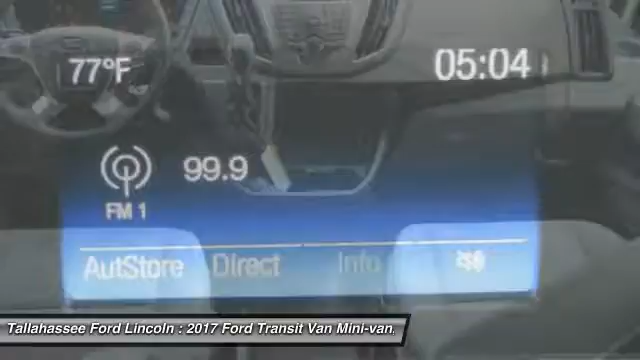 77°F
05:04
99.9
FM 1
AutStore Direct Info
Tallahassee Ford Lincoln : 2017 Ford Transit Van Mini-van,